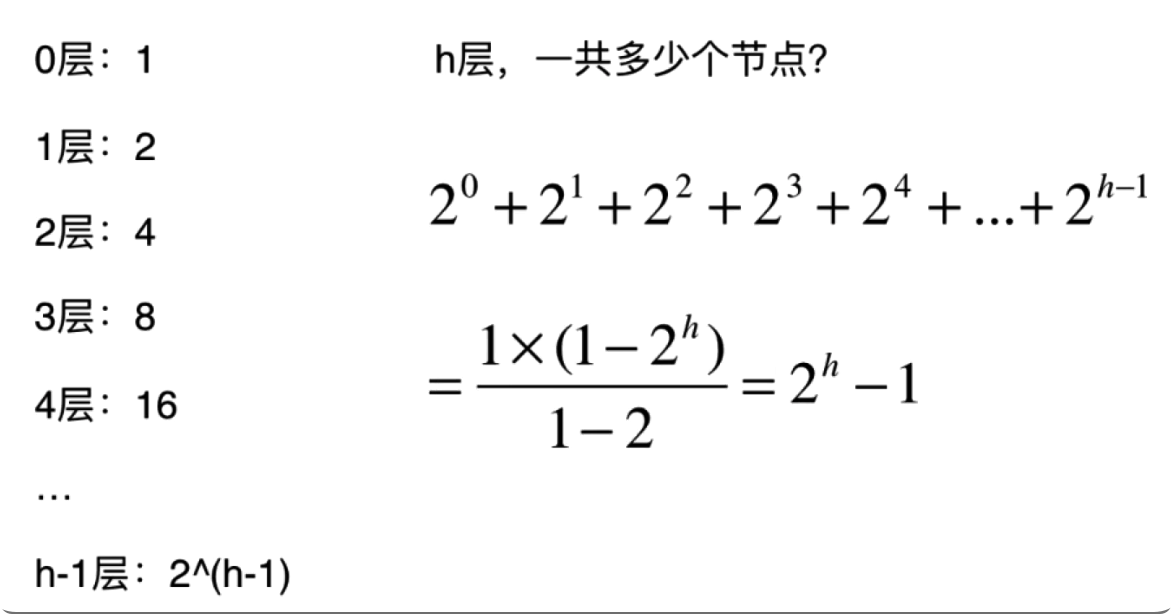 0层：1
1层：2
2层：4
3层：8
4层：16
…
h-1层：2^(h-1)
h层，一共多少个节点？
2^0 + 2^1 + 2^2 + 2^3 + 2^4 + ...+ 2^{h-1}
= \frac{1×(1-2^h)}{1-2} = 2^h - 1